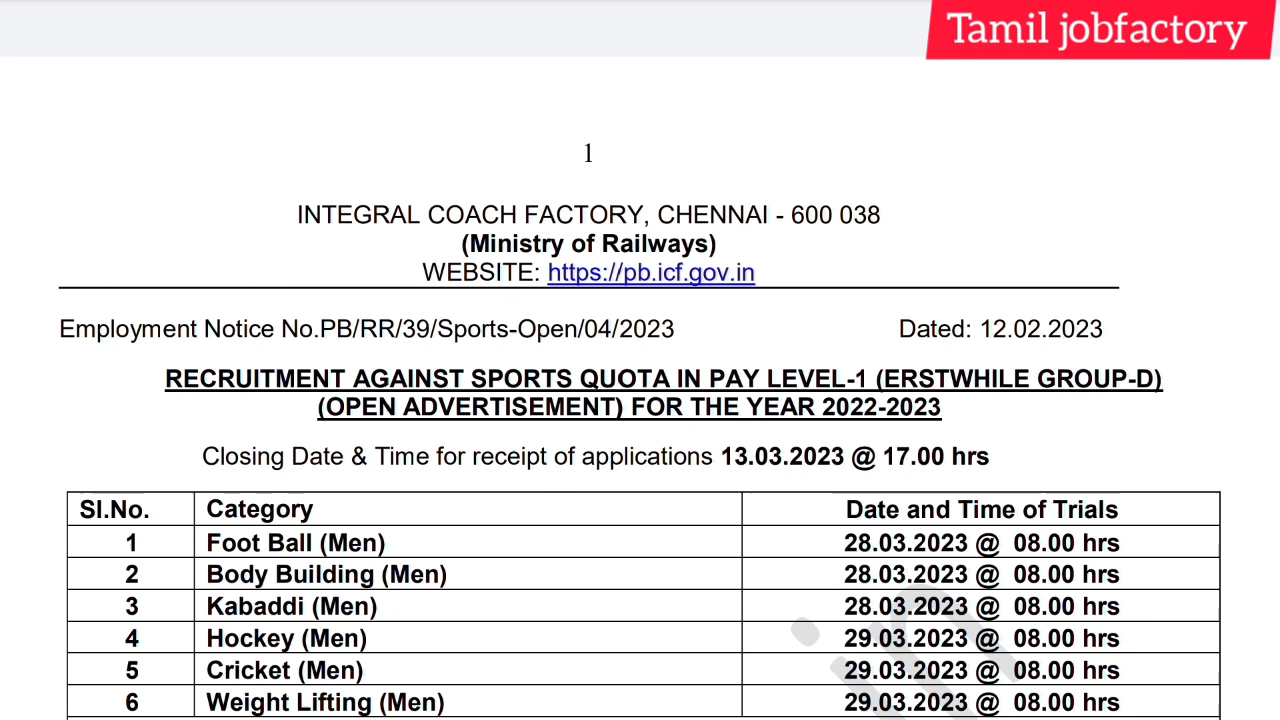 Tamil jobfactory
1
INTEGRAL COACH FACTORY, CHENNAI - 600 038
(Ministry of Railways)
WEBSITE: https://pb.icf.gov.in
Employment Notice No.PB/RR/39/Sports-Open/04/2023 Dated: 12.02.2023
RECRUITMENT AGAINST SPORTS QUOTA IN PAY LEVEL-1 (ERSTWHILE GROUP-D)
(OPEN ADVERTISEMENT) FOR THE YEAR 2022-2023
Closing Date & Time for receipt of applications 13.03.2023 @ 17.00 hrs
Sl.No. Category Date and Time of Trials
1 Foot Ball (Men) 28.03.2023 @ 08.00 hrs
2 Body Building (Men) 28.03.2023 @ 08.00 hrs
3 Kabaddi (Men) 28.03.2023 @ 08.00 hrs
4 Hockey (Men) 29.03.2023 @ 08.00 hrs
5 Cricket (Men) 29.03.2023 @ 08.00 hrs
6 Weight Lifting (Men) 29.03.2023 @ 08.00 hrs